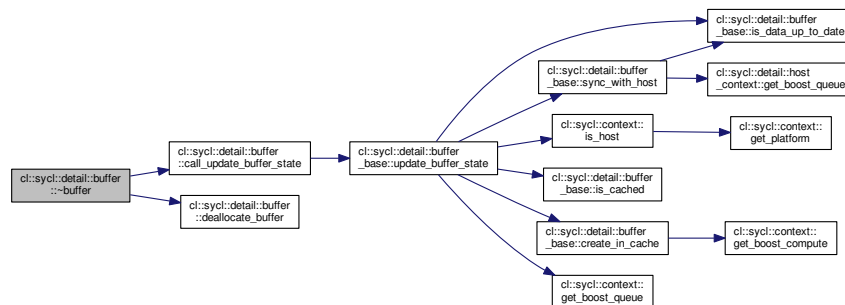 cl::sycl::detail::buffer
::~buffer
cl::sycl::detail::buffer
::call_update_buffer_state
cl::sycl::detail::buffer
::deallocate_buffer
cl::sycl::detail::buffer
_base::update_buffer_state
cl::sycl::detail::buffer
_base::is_data_up_to_date
cl::sycl::detail::buffer
_base::sync_with_host
cl::sycl::detail::host
_context::get_boost_queue
cl::sycl::context::
is_host
cl::sycl::context::
get_platform
cl::sycl::detail::buffer
_base::is_cached
cl::sycl::detail::buffer
_base::create_in_cache
cl::sycl::context::
get_boost_compute
cl::sycl::context::
get_boost_queue